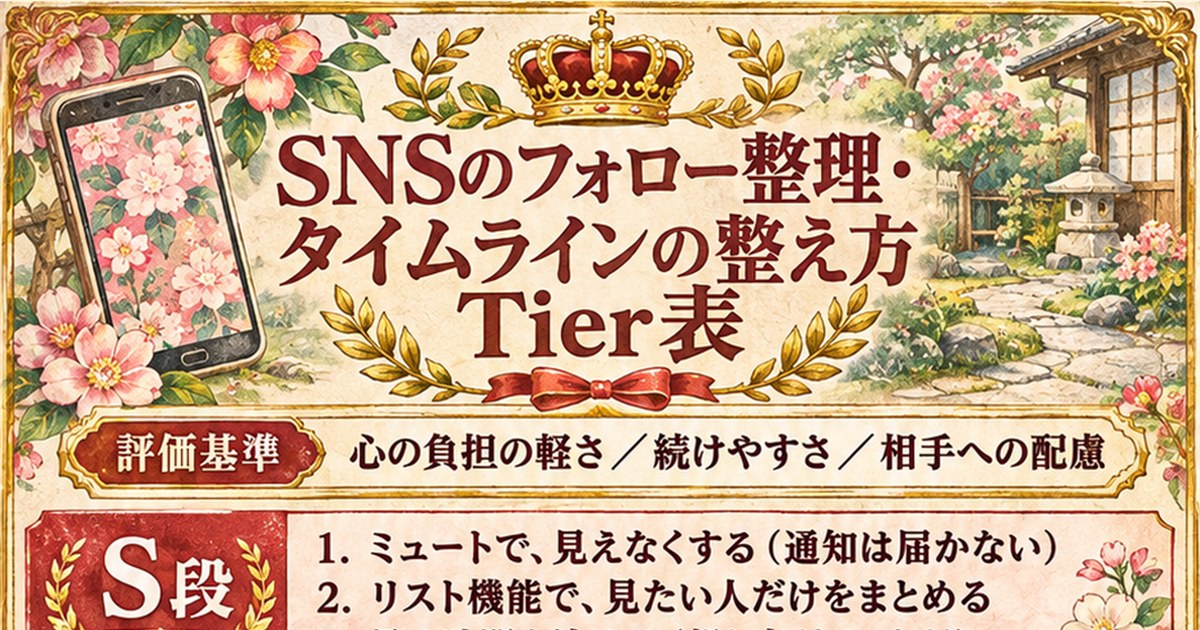 SNSのフォロー整理・
タイムラインの整え方
Tier表
評価基準 心の負担の軽さ／続けやすさ／相手への配慮
S段
1. ミュートで、見えなくする（通知は届かない）
2. リスト機能で、見たい人だけをまとめる